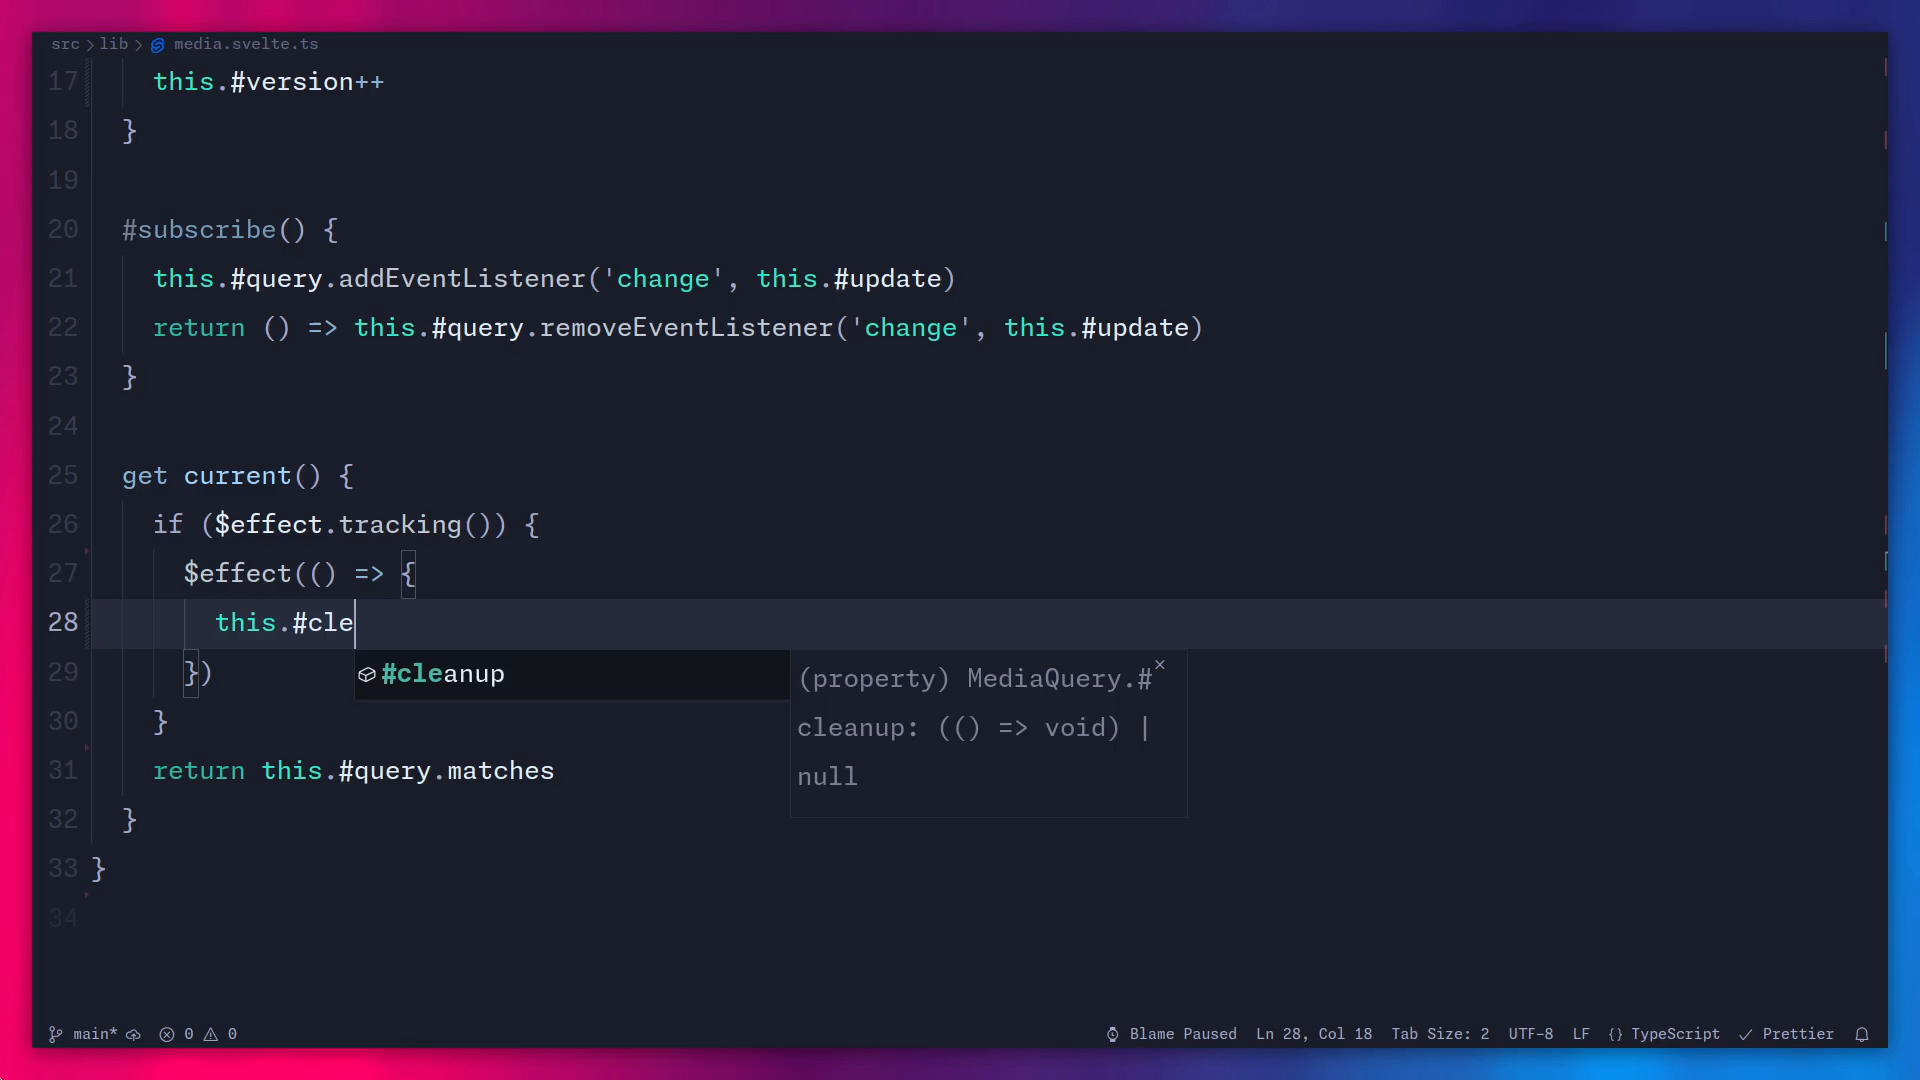 src > lib > media.svelte.ts
17 this.#version++
18 }
19
20 #subscribe() {
21 this.#query.addEventListener('change', this.#update)
22 return () => this.#query.removeEventListener('change', this.#update)
23 }
24
25 get current() {
26 if ($effect.tracking()) {
27 $effect(() => {
28 this.#cle
29 })
#cleanup
(property) MediaQuery.#
cleanup: (() => void) |
null
30 }
31 return this.#query.matches
32 }
33 }
34
main* 0 0 Blame Paused Ln 28, Col 18 Tab Size: 2 UTF-8 LF {} TypeScript Prettier